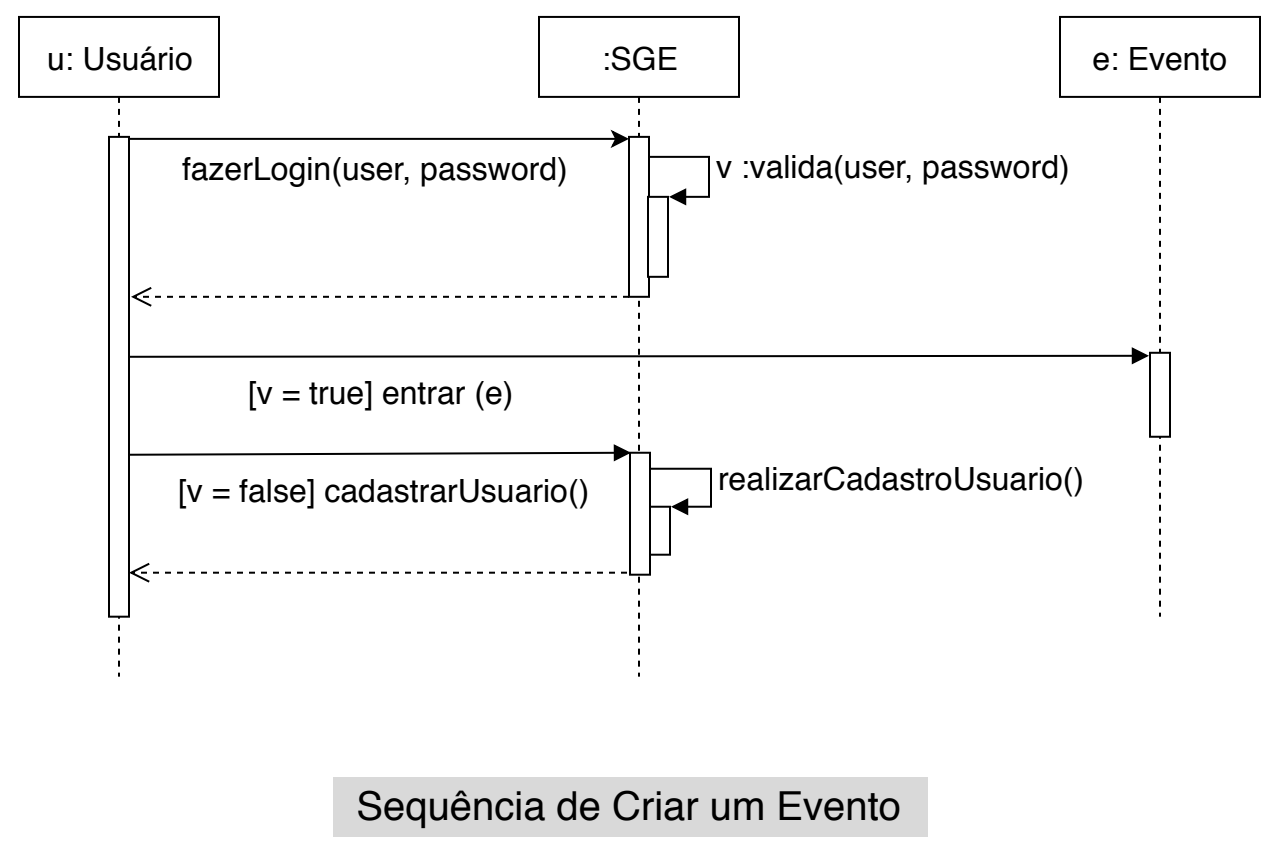 u: Usuário
:SGE
e: Evento
fazerLogin(user, password)
v :valida(user, password)
[v = true] entrar (e)
[v = false] cadastrarUsuario()
realizarCadastroUsuario()
Sequência de Criar um Evento